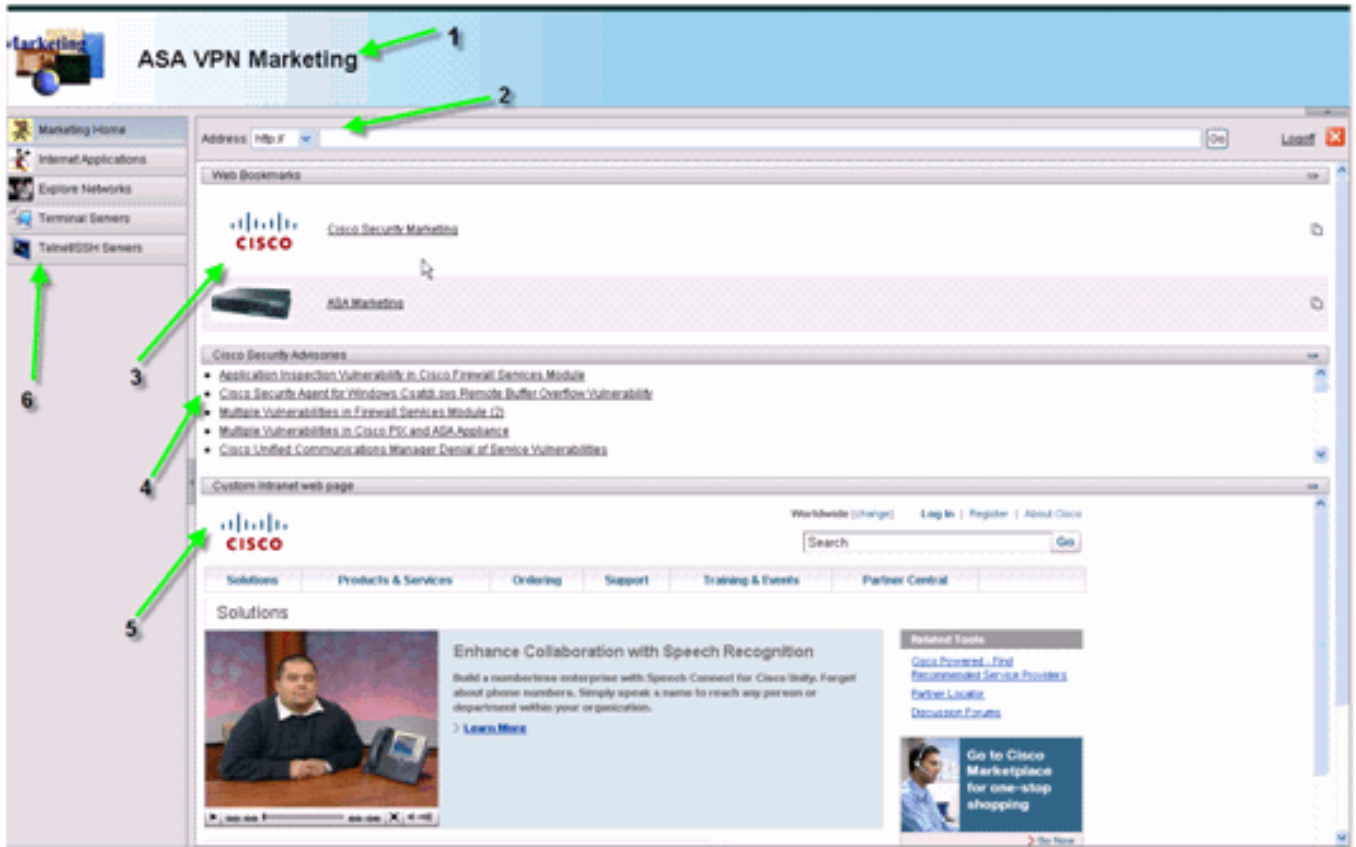 Marketing
ASA VPN Marketing
1
2
Marketing Home
Internet Applications
Explore Networks
Terminal Servers
Telnet/SSH Servers
6
Address http://
Go
Logoff
Web Bookmarks
CISCO
Cisco Security Marketing
ASA Marketing
3
Cisco Security Advisories
Application Inspection Vulnerability in Cisco Firewall Services Module
Cisco Security Agent for Windows Remote Buffer Overflow Vulnerability
Multiple Vulnerabilities in Firewall Services Module (2)
Multiple Vulnerabilities in Cisco PIX and ASA Appliance
Cisco Unified Communications Manager Denial of Service Vulnerabilities
4
Custom Intranet web page
5
CISCO
Worldwide [change] Log In | Register | About Cisco
Search Go
Solutions Products & Services Ordering Support Training & Events Partner Central
Solutions
Enhance Collaboration with Speech Recognition
Build a numberless enterprise with Speech Connect for Cisco Unity. Forget
about phone numbers. Simply speak a name to reach any person or
department within your organization.
Learn More
00:00 00:00
Related Tools
Cisco Powered - Find
Recommended Service Providers
Partner Locator
Discussion Forums
Go to Cisco
Marketplace
for one-stop
shopping
Go Now